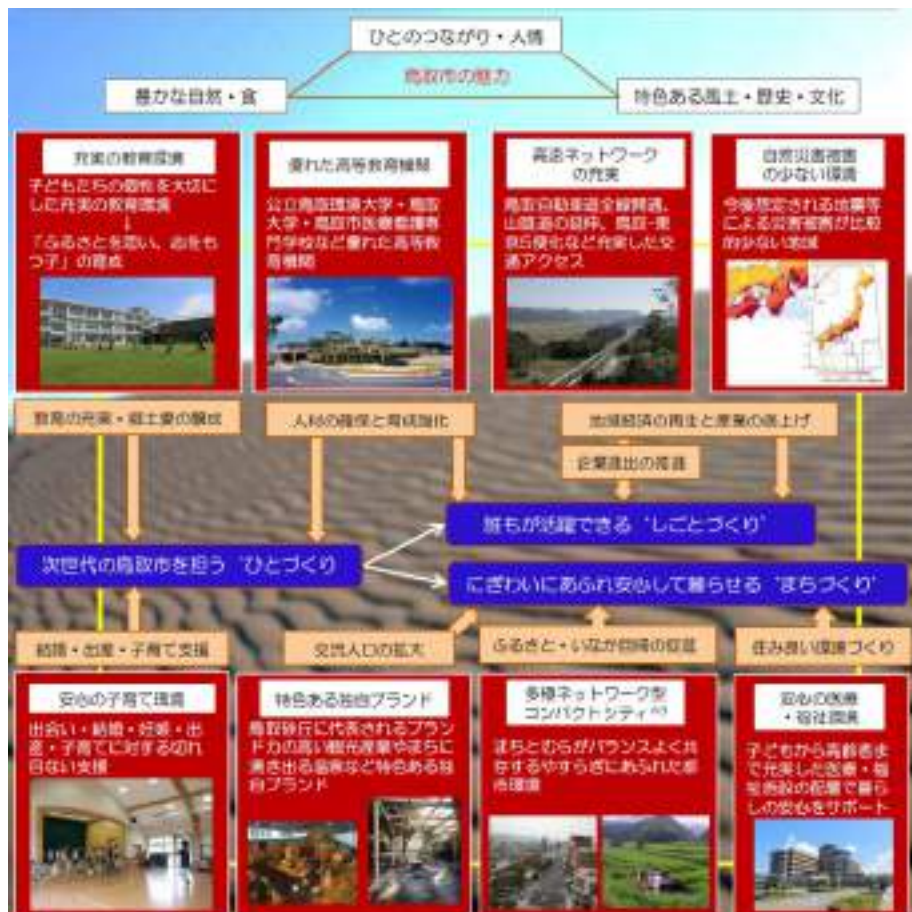 ひとのつながり・人情
鳥取市の魅力
豊かな自然・食
特色ある風土・歴史・文化
充実の教育環境
子どもたちの個性を大切に
した充実の教育環境
↓
「ふるさとを思い、志をも
つ子」の育成
優れた高等教育機関
公立鳥取環境大学・鳥取
大学・鳥取市医療看護専
門学校など優れた高等教
育機関
高速ネットワーク
の充実
鳥取自動車道全線開通、
山陰道の延伸、鳥取-東
京5便化など充実した交
通アクセス
自然災害被害
の少ない環境
今後想定される地震等
による災害被害が比較
的少ない地域
教育の充実・郷土愛の醸成
人材の確保と育成強化
地域経済の再生と産業の底上げ
企業進出の推進
誰もが活躍できる“しごとづくり”
次世代の鳥取市を担う“ひとづくり
にぎわいにあふれ安心して暮らせる“まちづくり”
結婚・出産・子育て支援
交流人口の拡大
ふるさと・いなか回帰の促進
住み良い環境づくり
安心の子育て環境
出会い・結婚・妊娠・出
産・子育てに対する切れ
目ない支援
特色ある独自ブランド
鳥取砂丘に代表されるブラン
ド力の高い観光産業やまちに
湧き出る温泉など特色ある独
自ブランド
多極ネットワーク型
コンパクトシティ
まちとむらがバランスよく共
存するやすらぎにあふれた都
市環境
安心の医療
・福祉環境
子どもから高齢者ま
で充実した医療・福
祉施設の配置で暮ら
しの安心をサポート